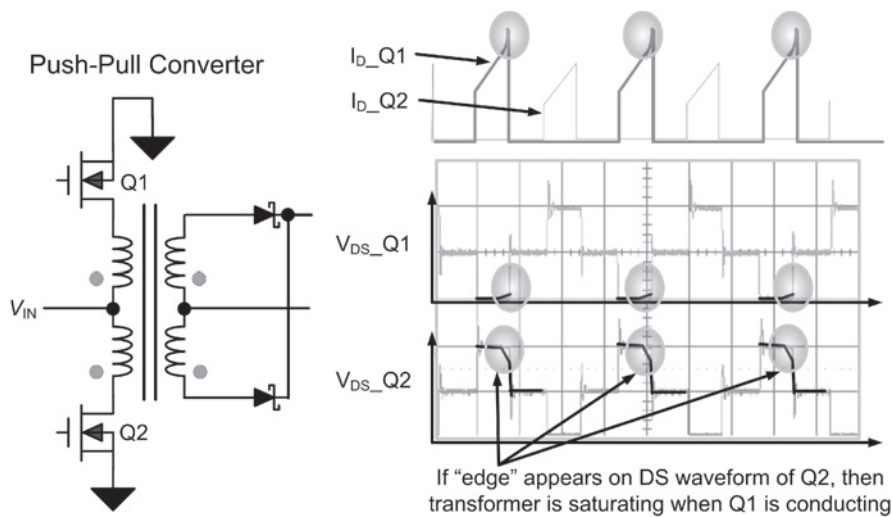 Push-Pull Converter
Q1
V_IN
Q2
I_D_Q1
I_D_Q2
V_DS_Q1
V_DS_Q2
If "edge" appears on DS waveform of Q2, then
transformer is saturating when Q1 is conducting